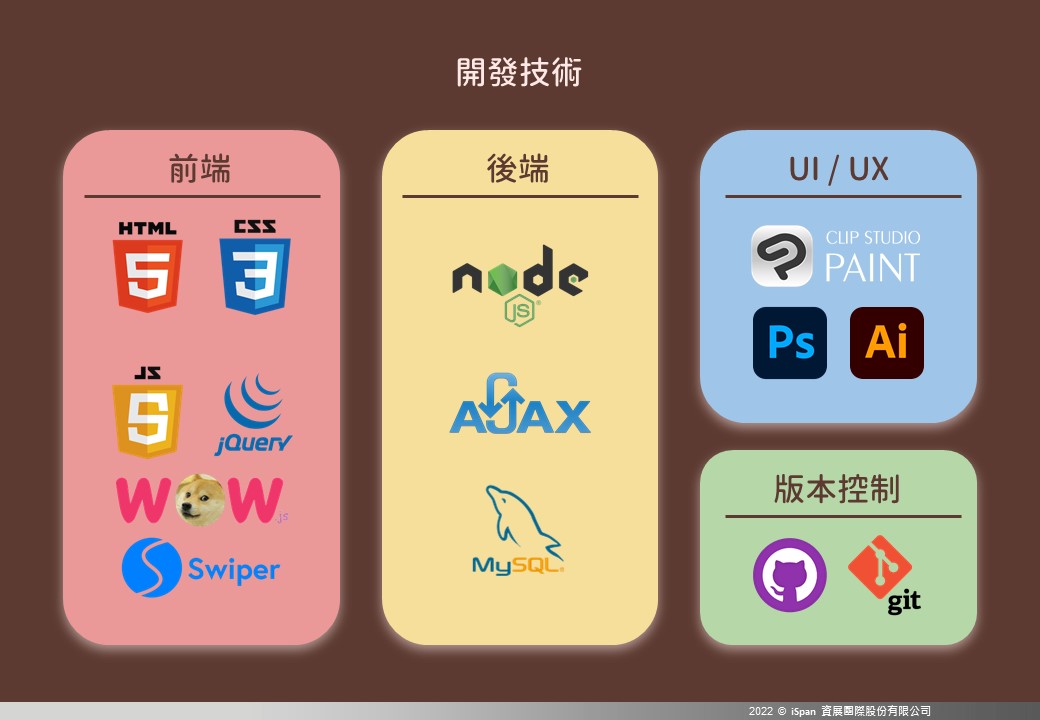 開發技術
前端
HTML
CSS
5
3
JS
5
jQuery
WOW
JS
Swiper
後端
node
JS
AJAX
MySQL
UI / UX
CLIP STUDIO
PAINT
Ps
Ai
版本控制
git
2022 © iSpan 資展國際股份有限公司